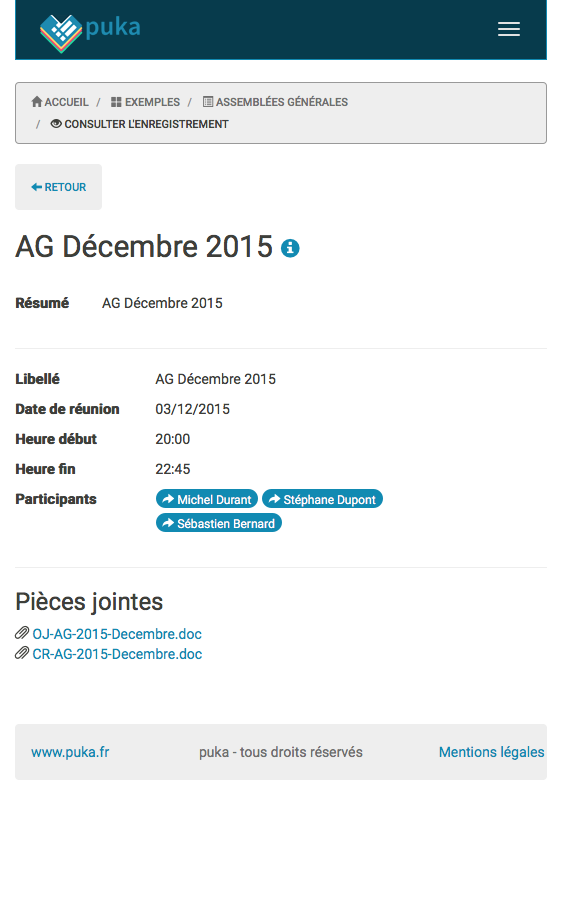 puka
ACCUEIL / EXEMPLES / ASSEMBLÉES GÉNÉRALES
/ CONSULTER L'ENREGISTREMENT
RETOUR
AG Décembre 2015
Résumé AG Décembre 2015
Libellé AG Décembre 2015
Date de réunion 03/12/2015
Heure début 20:00
Heure fin 22:45
Participants Michel Durant Stéphane Dupont
Sébastien Bernard
Pièces jointes
OJ-AG-2015-Decembre.doc
CR-AG-2015-Decembre.doc
www.puka.fr puka - tous droits réservés Mentions légales